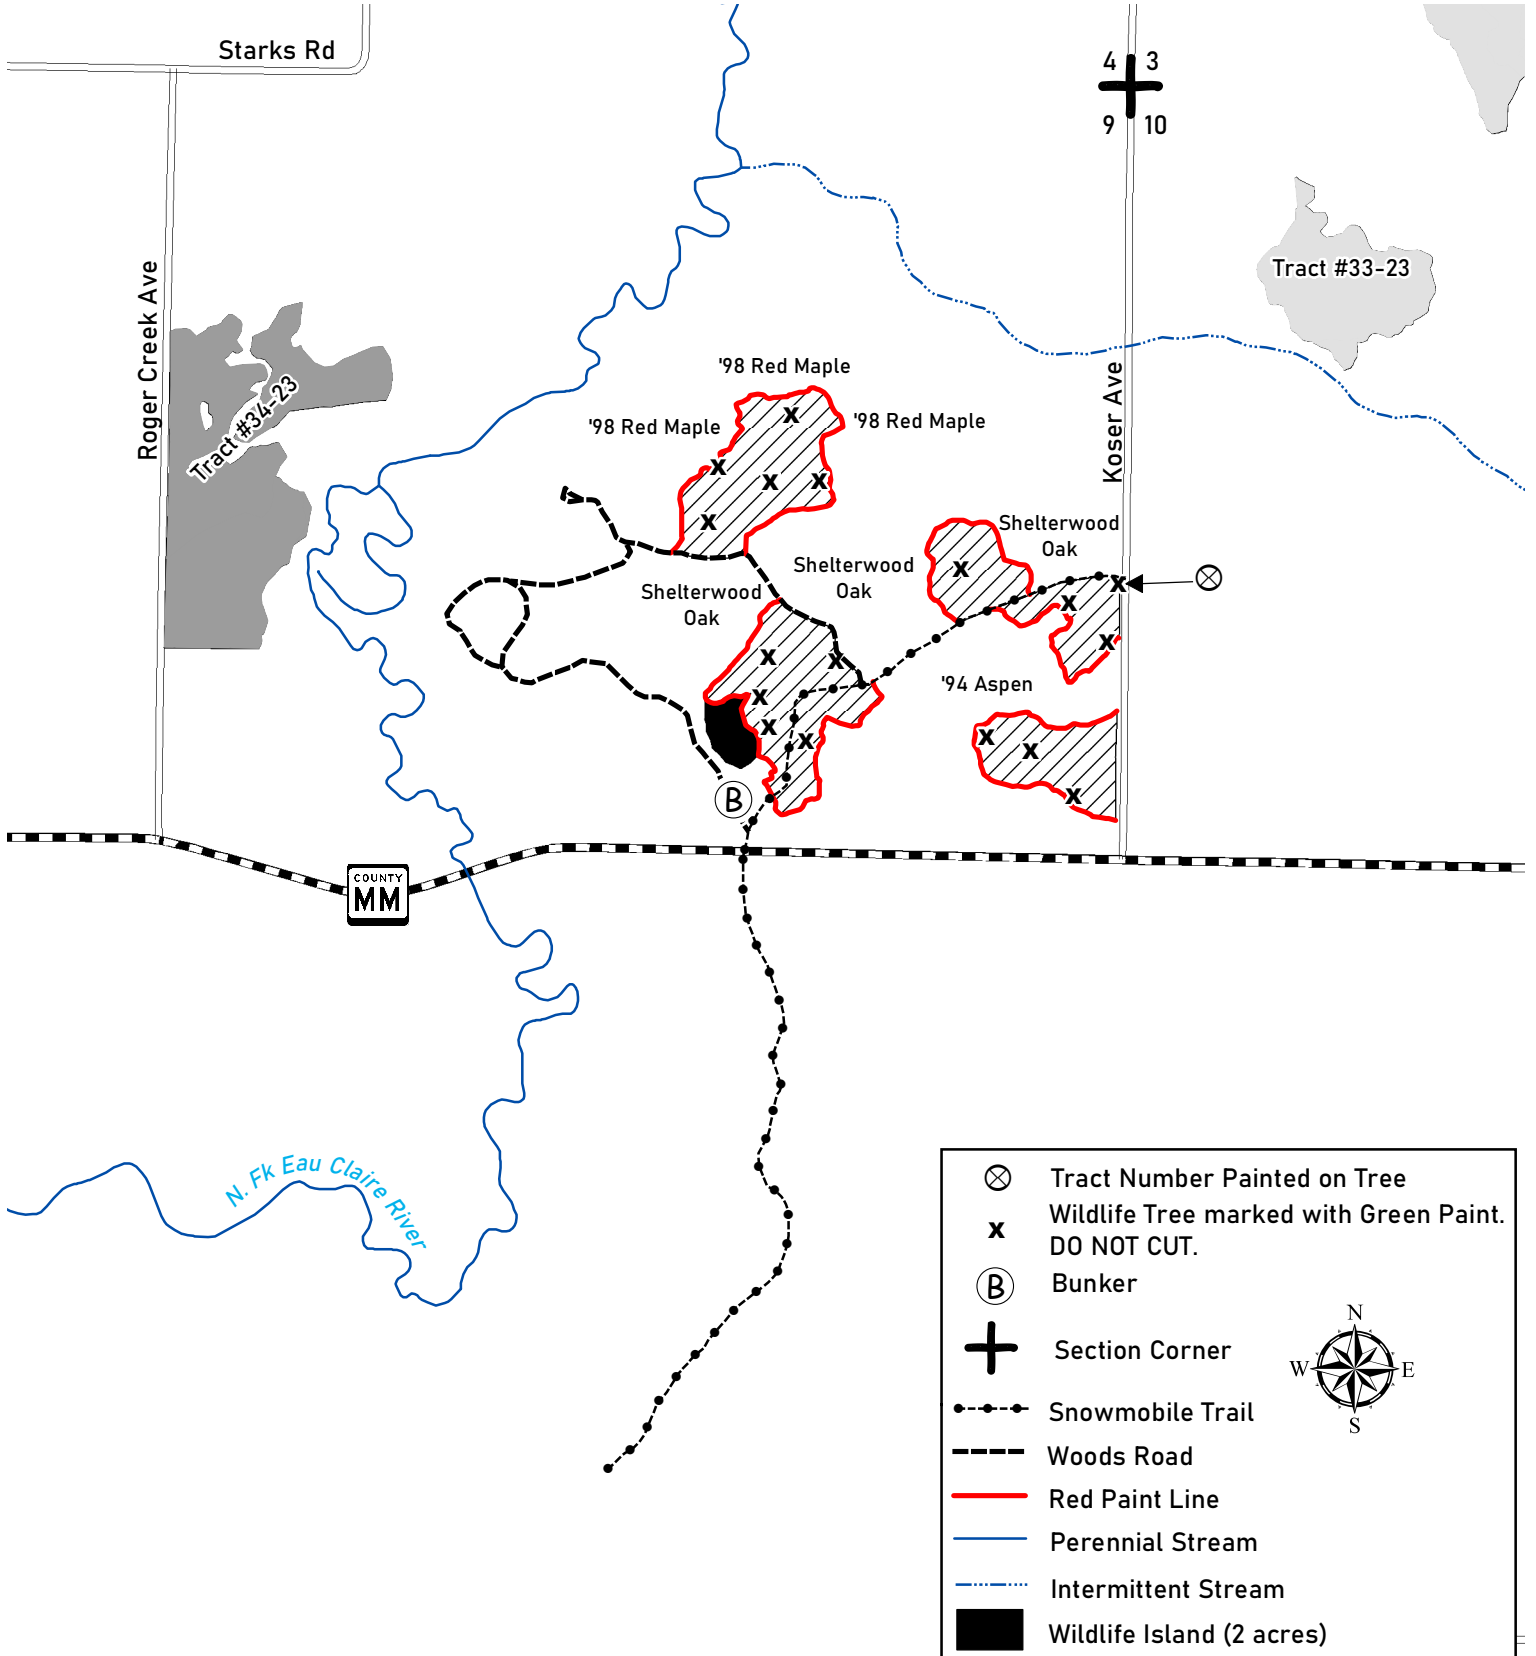 Starks Rd
4 3
9 10
Roger Creek Ave
Tract #33-23
Tract #34-23
'98 Red Maple
'98 Red Maple
'98 Red Maple
Koser Ave
x
x
x
x
x
Shelterwood
Oak
Shelterwood
Oak
Shelterwood
Oak
x
x
x
x
x
x
x
x
x
x
'94 Aspen
x
x
x
B
COUNTY
MM
N. Fk Eau Claire River
Tract Number Painted on Tree
x Wildlife Tree marked with Green Paint.
DO NOT CUT.
B Bunker
Section Corner
N
W E
S
Snowmobile Trail
Woods Road
Red Paint Line
Perennial Stream
Intermittent Stream
Wildlife Island (2 acres)